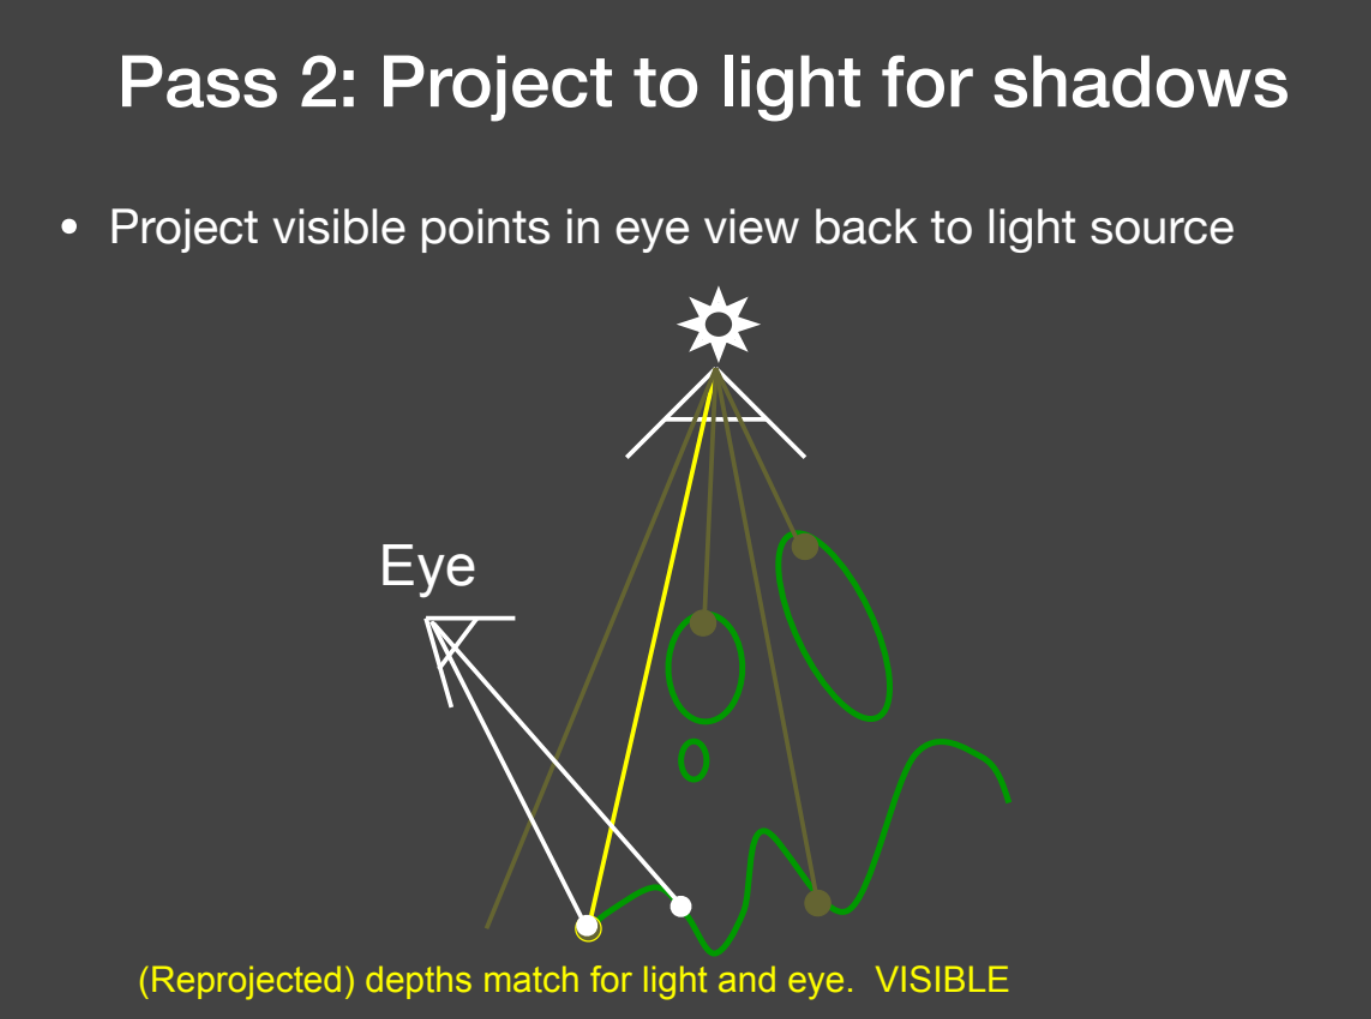 Pass 2: Project to light for shadows
• Project visible points in eye view back to light source
Eye
(Reprojected) depths match for light and eye.  VISIBLE